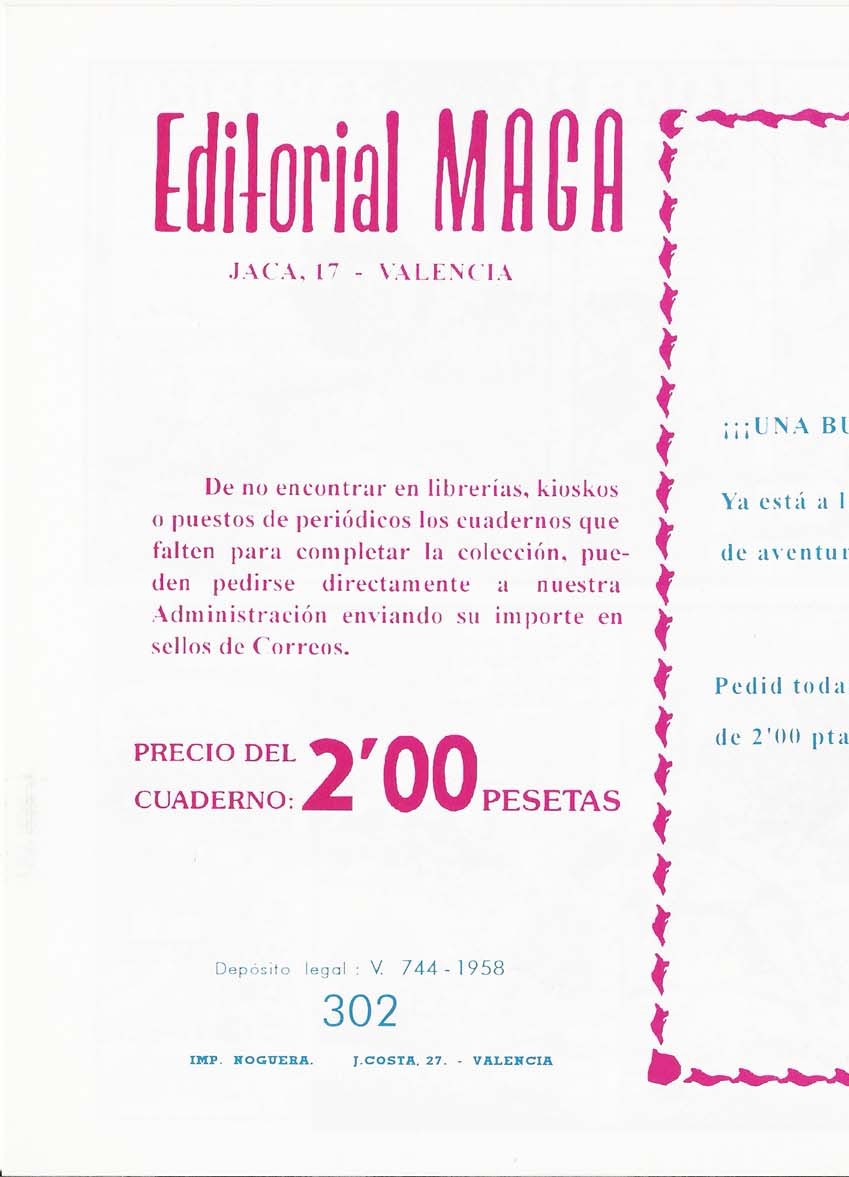 Editorial MAGA
JACA, 17 - VALENCIA
De no encontrar en librerías, kioskos
o puestos de periódicos los cuadernos que
falten para completar la colección, pue-
den pedirse directamente a nuestra
Administración enviando su importe en
sellos de Correos.
PRECIO DEL
CUADERNO: 2'00 PESETAS
Depósito legal : V. 744 - 1958
302
IMP. NOGUERA. J.COSTA, 27. - VALENCIA
¡¡¡UNA BU
Ya está a l
de aventur
Pedid toda
de 2'00 pta